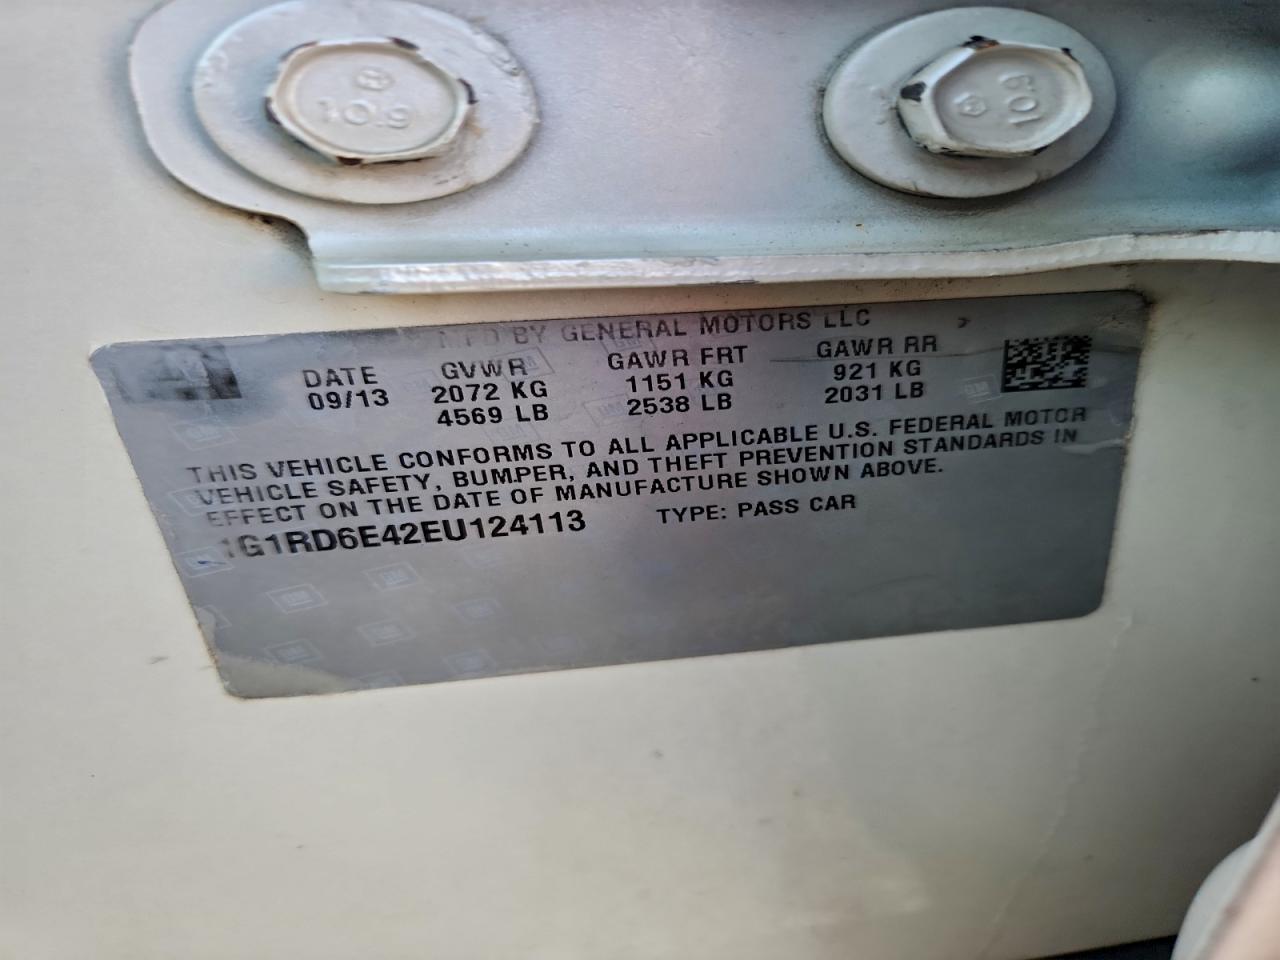 10.9
10.9
MFD BY GENERAL MOTORS LLC
DATE GVWR GAWR FRT GAWR RR
09/13 2072 KG 1151 KG 921 KG
4569 LB 2538 LB 2031 LB
THIS VEHICLE CONFORMS TO ALL APPLICABLE U.S. FEDERAL MOTOR
VEHICLE SAFETY, BUMPER, AND THEFT PREVENTION STANDARDS IN
EFFECT ON THE DATE OF MANUFACTURE SHOWN ABOVE.
1G1RD6E42EU124113 TYPE: PASS CAR